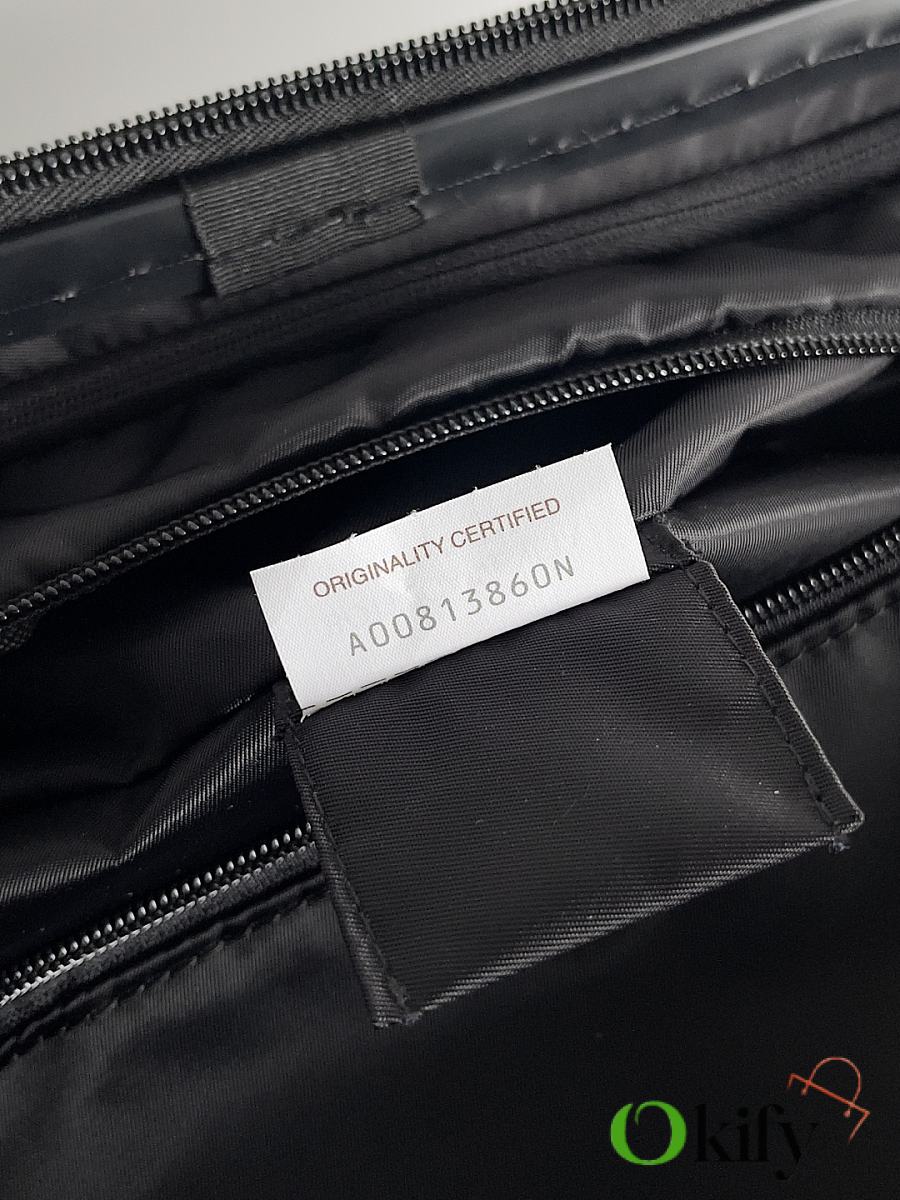 ORIGINALITY CERTIFIED
A00813860N
Okify